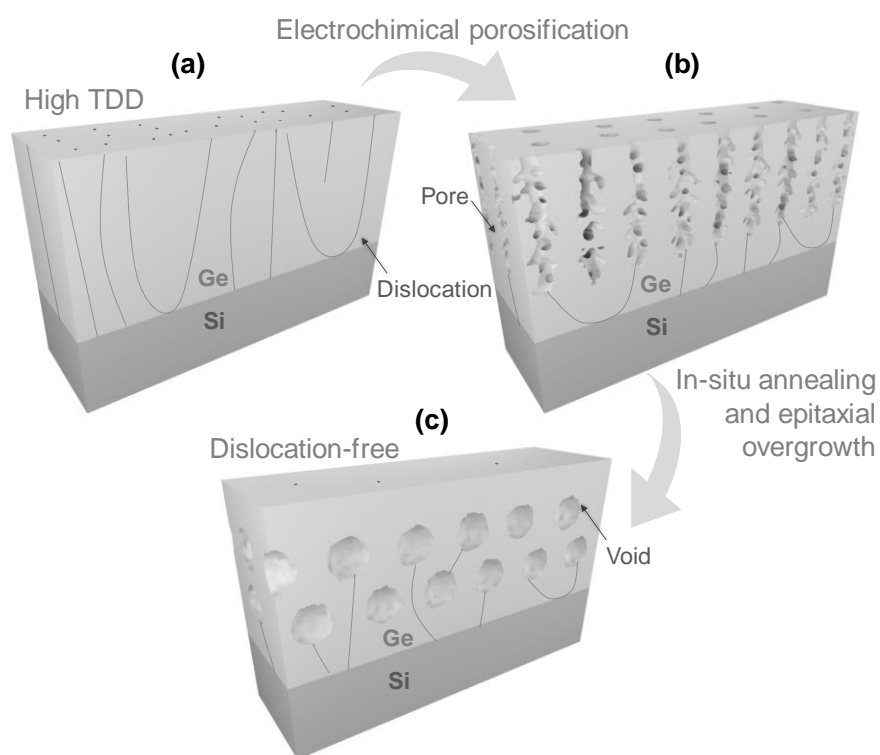 Electrochimical porosification
(a)
(b)
High TDD
Pore
Ge
Dislocation
Si
Ge
Si
In-situ annealing
and epitaxial
overgrowth
(c)
Dislocation-free
Void
Ge
Si